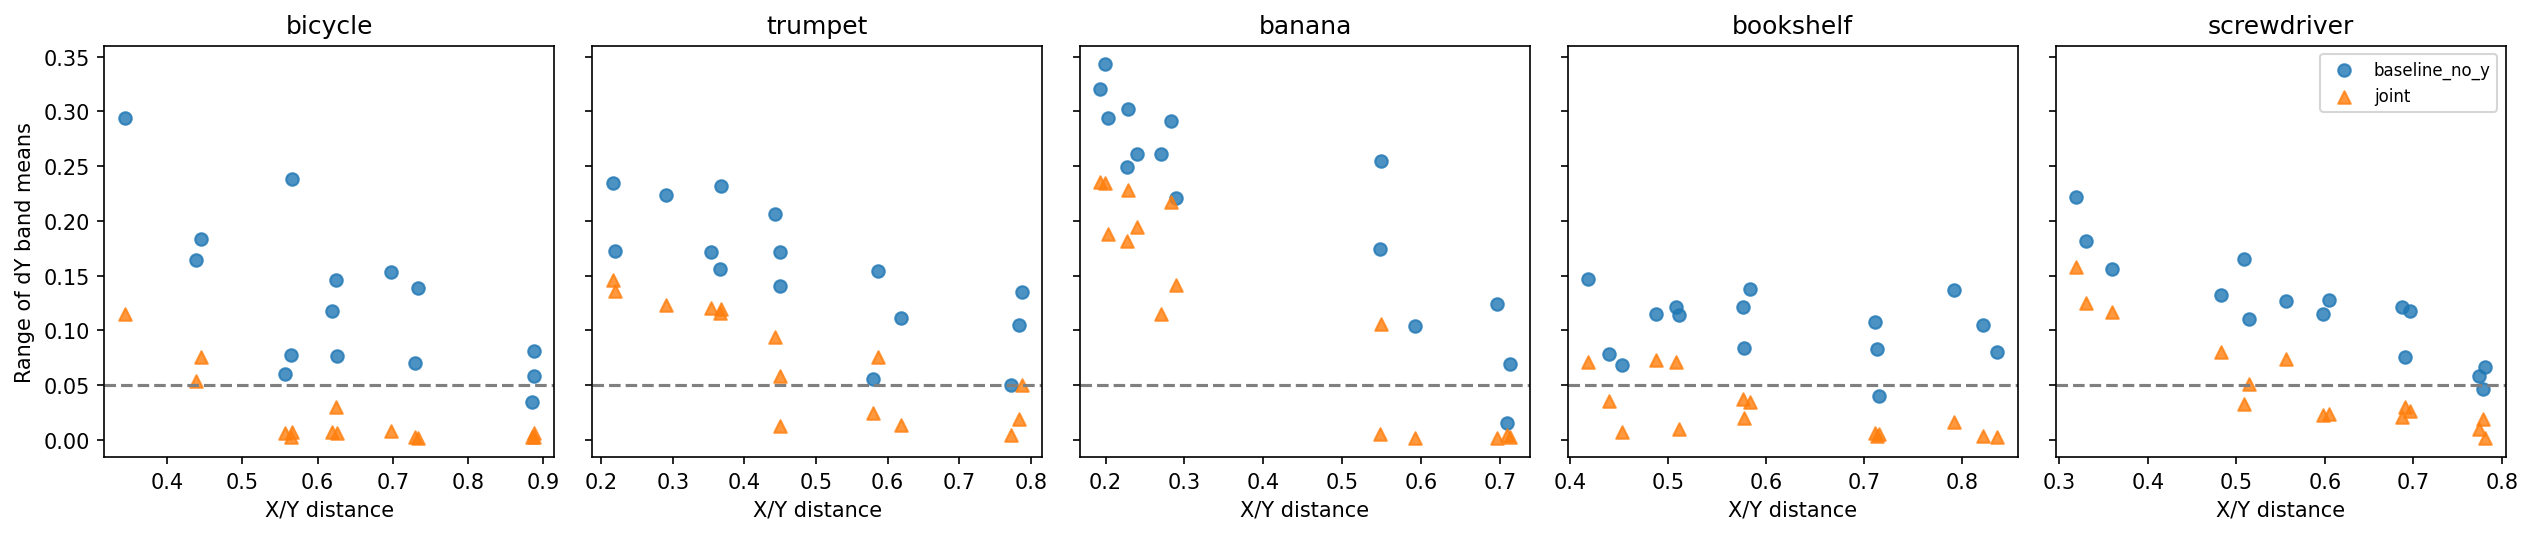 bicycle
trumpet
banana
bookshelf
screwdriver
Range of dY band means
0.35
0.30
0.25
0.20
0.15
0.10
0.05
0.00
baseline_no_y
joint
0.4 0.5 0.6 0.7 0.8 0.9
X/Y distance
0.2 0.3 0.4 0.5 0.6 0.7 0.8
X/Y distance
0.2 0.3 0.4 0.5 0.6 0.7
X/Y distance
0.4 0.5 0.6 0.7 0.8
X/Y distance
0.3 0.4 0.5 0.6 0.7 0.8
X/Y distance